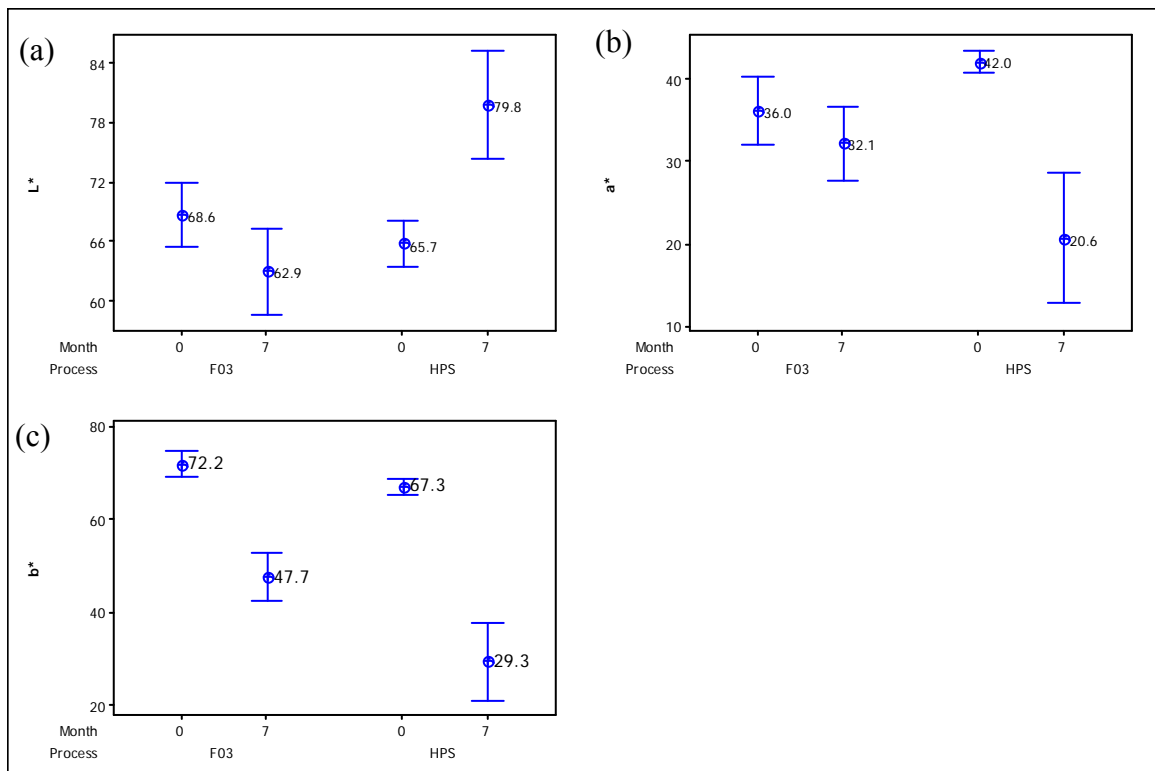 (a)
84
78
72
66
60
L*
68.6
62.9
65.7
79.8
Month 0 7 0 7
Process F03 HPS
(b)
40
30
20
10
a*
36.0
32.1
42.0
20.6
Month 0 7 0 7
Process F03 HPS
(c)
80
60
40
20
b*
72.2
47.7
67.3
29.3
Month 0 7 0 7
Process F03 HPS